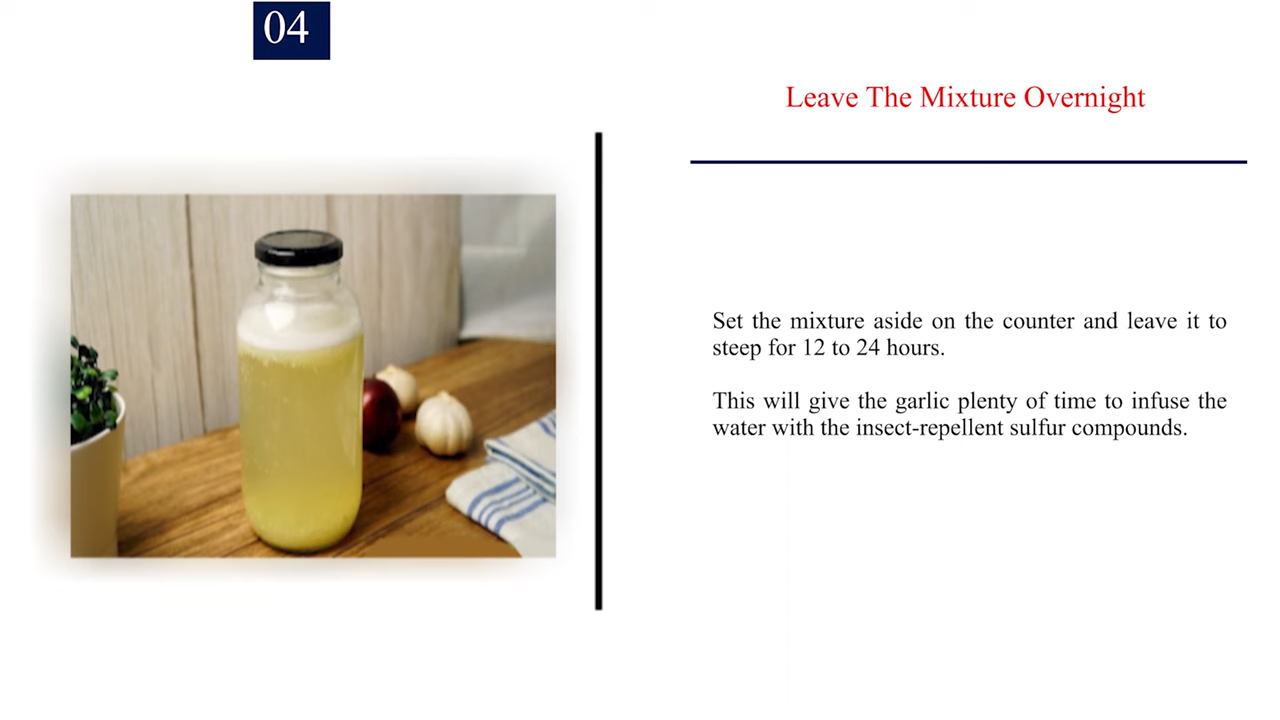 04
Leave The Mixture Overnight
Set the mixture aside on the counter and leave it to
steep for 12 to 24 hours.
This will give the garlic plenty of time to infuse the
water with the insect-repellent sulfur compounds.